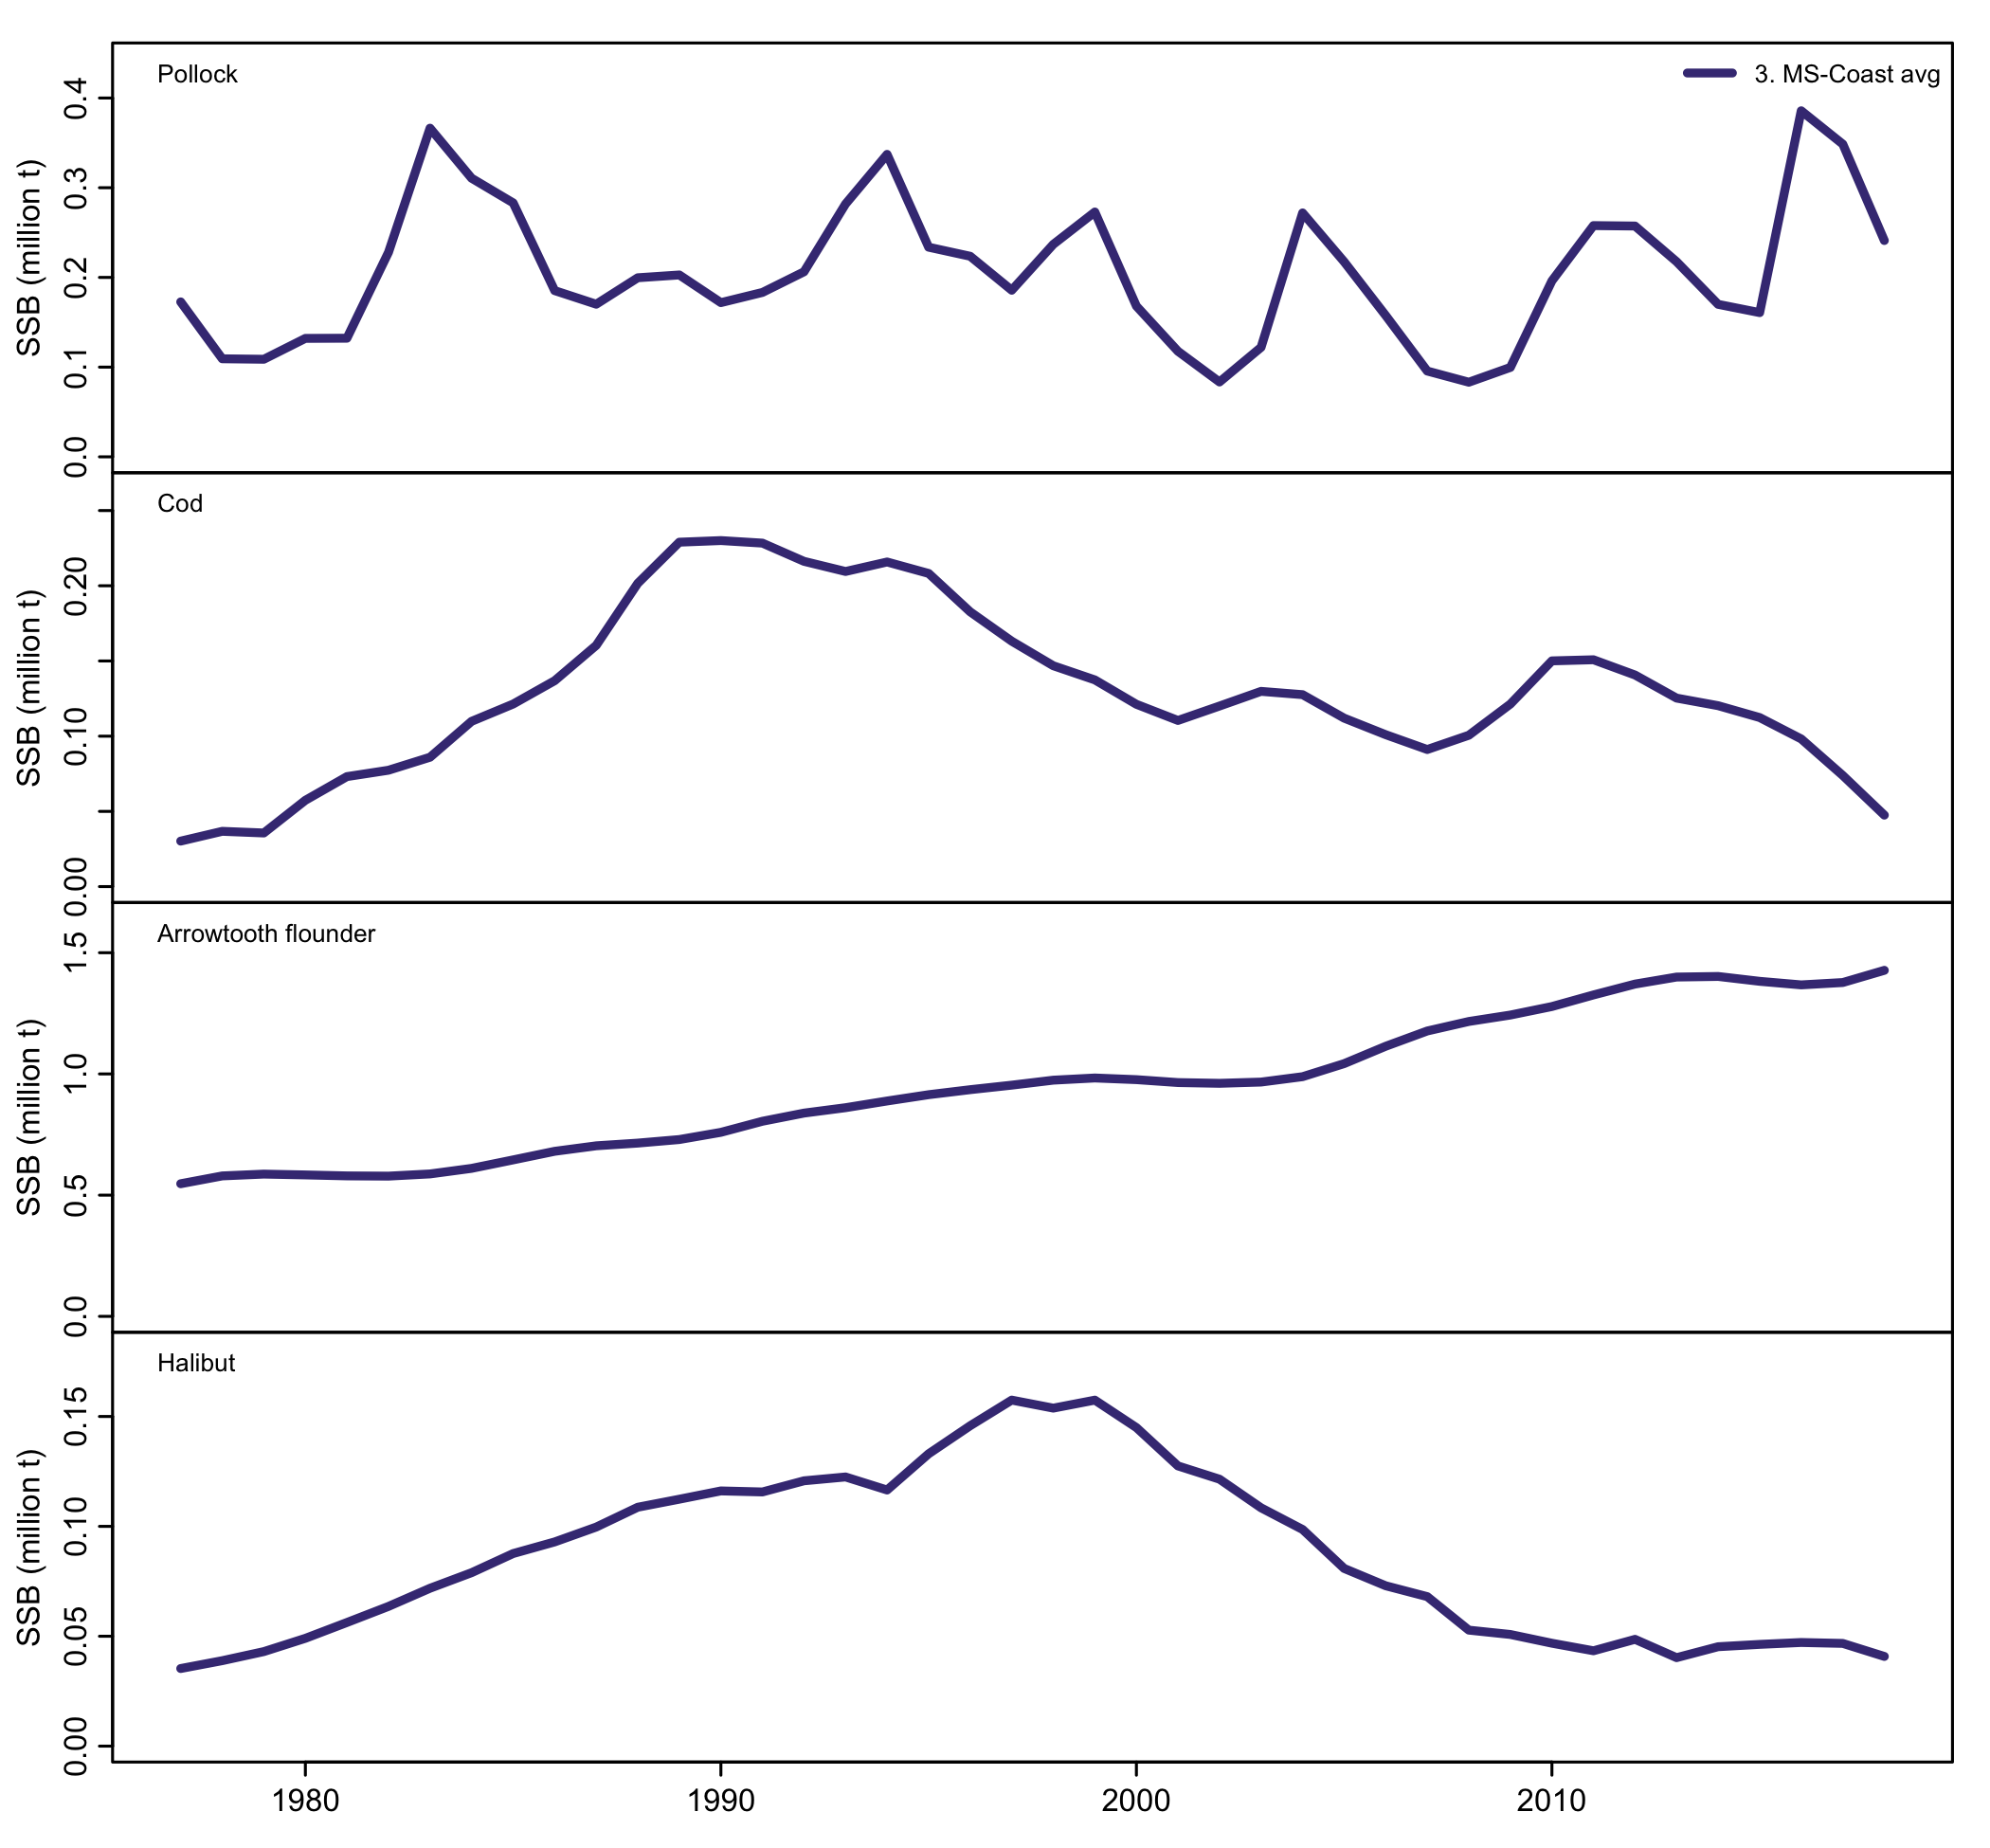 Pollock
3. MS-Coast avg
SSB (million t)
0.4
0.3
0.2
0.1
0.0
Cod
SSB (million t)
0.20
0.10
0.00
Arrowtooth flounder
SSB (million t)
1.5
1.0
0.5
0.0
Halibut
SSB (million t)
0.15
0.10
0.05
0.00
1980 1990 2000 2010